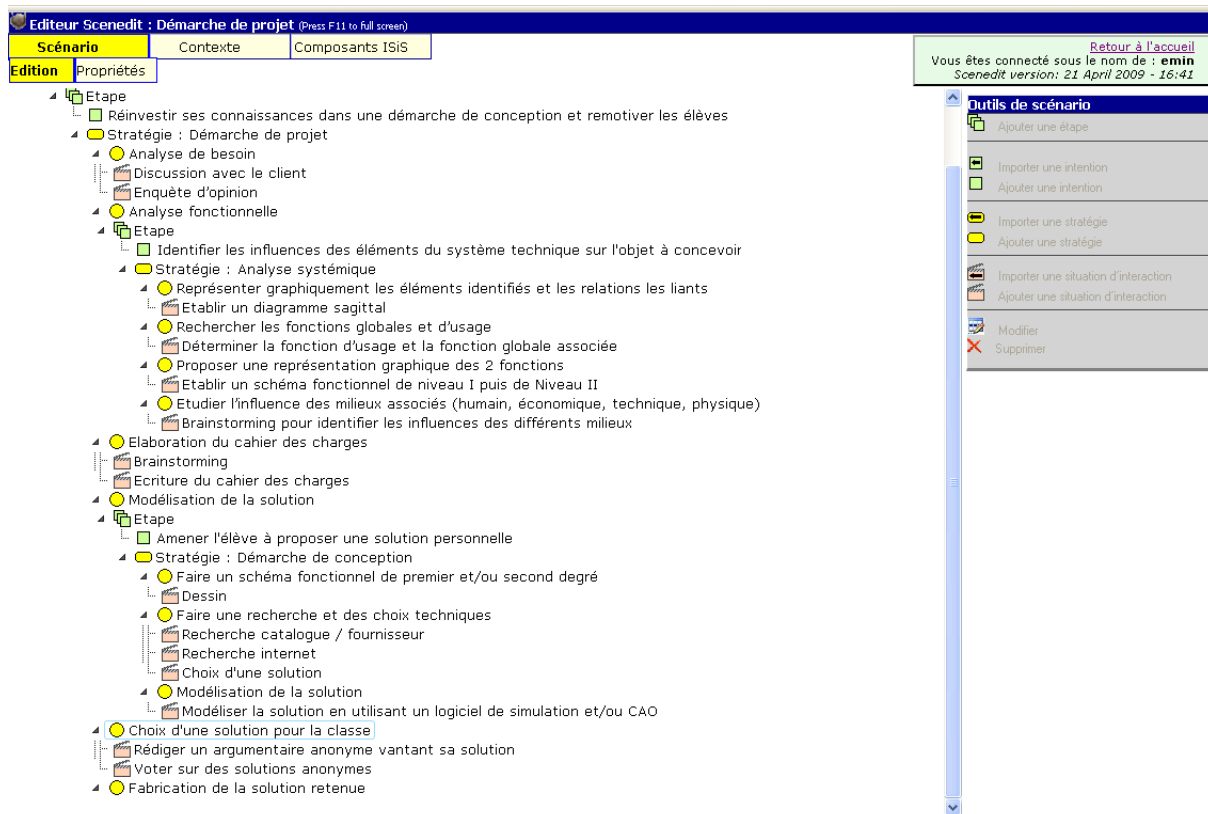 Editeur Scenedit : Démarche de projet (Press F11 to full screen)
Scénario Contexte Composants ISiS
Edition Propriétés
Retour à l'accueil
Vous êtes connecté sous le nom de : emin
Scenedit version: 21 April 2009 - 16:41
Etape
Réinvestir ses connaissances dans une démarche de conception et remotiver les élèves
Stratégie : Démarche de projet
Analyse de besoin
Discussion avec le client
Enquète d'opinion
Analyse fonctionnelle
Etape
Identifier les influences des éléments du système technique sur l'objet à concevoir
Stratégie : Analyse systémique
Représenter graphiquement les éléments identifiés et les relations les liants
Etablir un diagramme sagittal
Rechercher les fonctions globales et d'usage
Déterminer la fonction d'usage et la fonction globale associée
Proposer une représentation graphique des 2 fonctions
Etablir un schéma fonctionnel de niveau I puis de Niveau II
Etudier l'influence des milieux associés (humain, économique, technique, physique)
Brainstorming pour identifier les influences des différents milieux
Elaboration du cahier des charges
Brainstorming
Ecriture du cahier des charges
Modélisation de la solution
Etape
Amener l'élève à proposer une solution personnelle
Stratégie : Démarche de conception
Faire un schéma fonctionnel de premier et/ou second degré
Dessin
Faire une recherche et des choix techniques
Recherche catalogue / fournisseur
Recherche internet
Choix d'une solution
Modélisation de la solution
Modéliser la solution en utilisant un logiciel de simulation et/ou CAO
Choix d'une solution pour la classe
Rédiger un argumentaire anonyme vantant sa solution
Voter sur des solutions anonymes
Fabrication de la solution retenue
Outils de scénario
Ajouter une étape
Importer une intention
Ajouter une intention
Importer une stratégie
Ajouter une stratégie
Importer une situation d'interaction
Ajouter une situation d'interaction
Modifier
Supprimer